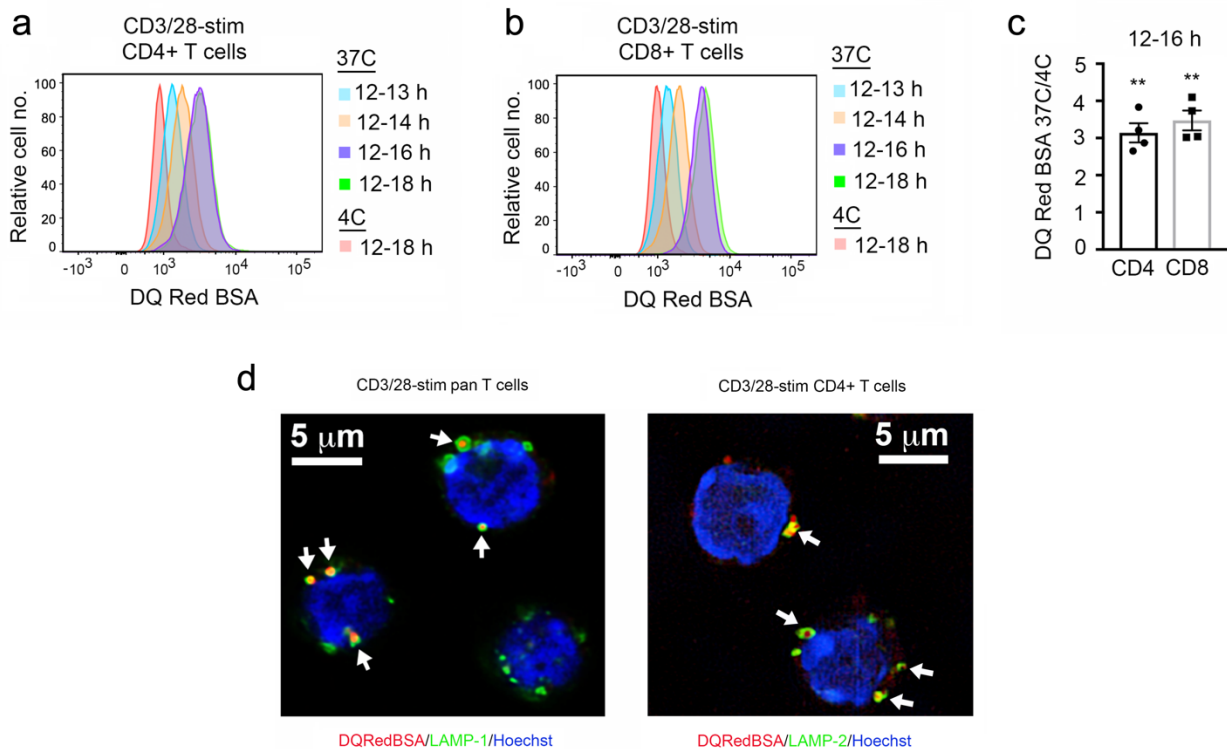 a
CD3/28-stim
CD4+ T cells
Relative cell no.
100
80
60
40
20
0
-10³ 0 10³ 10⁴ 10⁵
DQ Red BSA
37C
12-13 h
12-14 h
12-16 h
12-18 h
4C
12-18 h
b
CD3/28-stim
CD8+ T cells
Relative cell no.
100
80
60
40
20
0
-10³ 0 10³ 10⁴ 10⁵
DQ Red BSA
37C
12-13 h
12-14 h
12-16 h
12-18 h
4C
12-18 h
c
12-16 h
DQ Red BSA 37C/4C
5
4
3
2
1
0
** **
CD4 CD8
d
CD3/28-stim pan T cells
5 μm
DQRedBSA/LAMP-1/Hoechst
CD3/28-stim CD4+ T cells
5 μm
DQRedBSA/LAMP-2/Hoechst